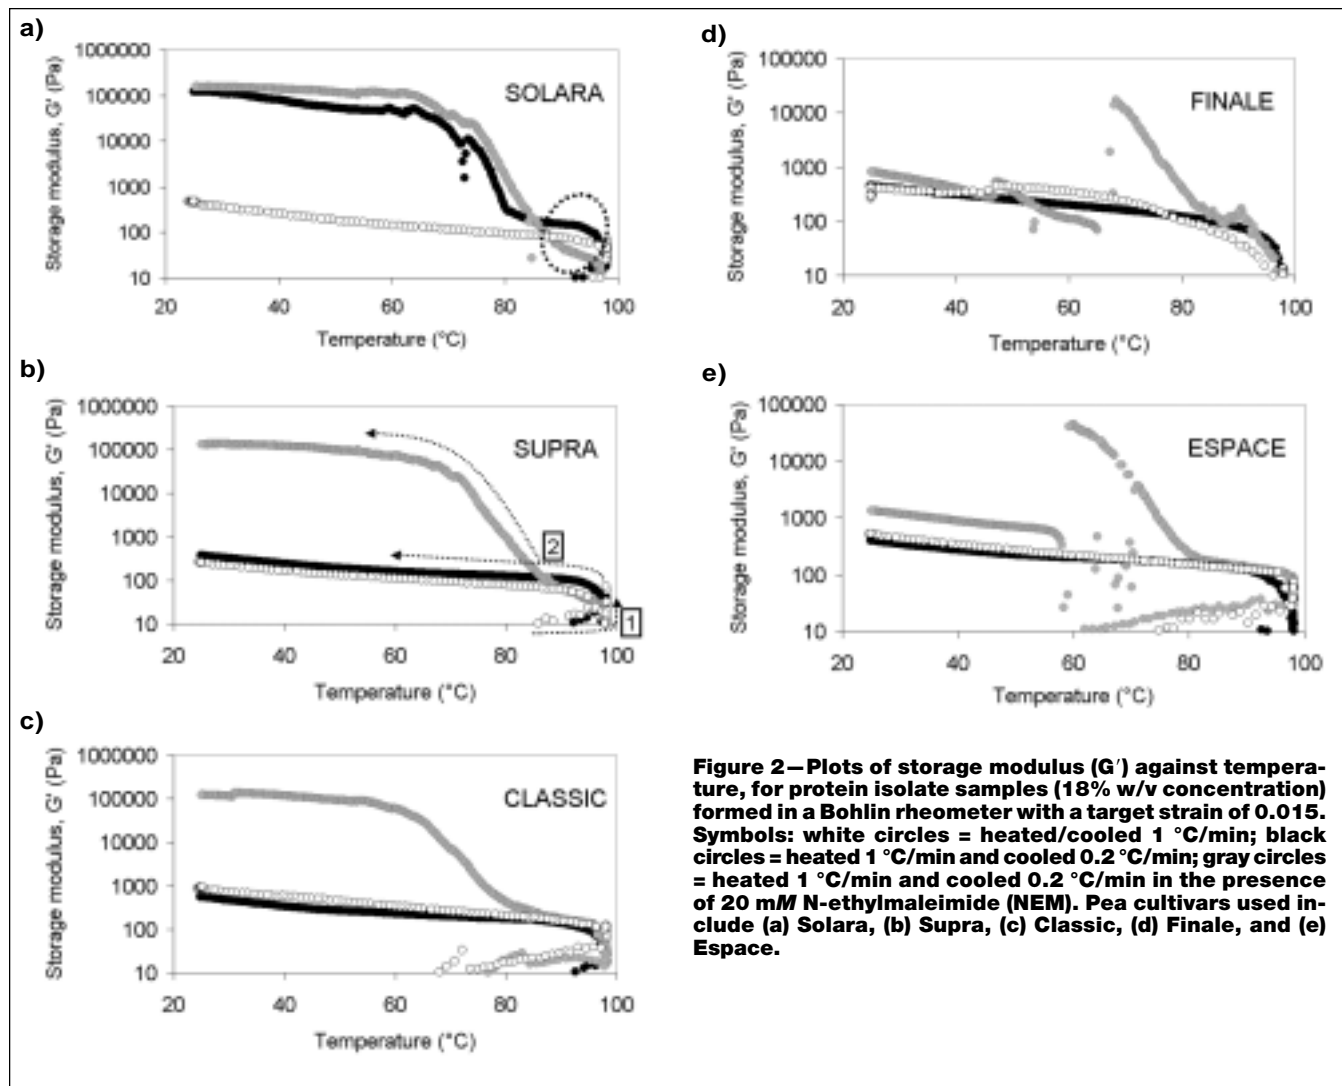 a)
1000000
100000
10000
1000
100
10
Storage modulus, G' (Pa)
SOLARA
20 40 60 80 100
Temperature (°C)
b)
1000000
100000
10000
1000
100
10
Storage modulus, G' (Pa)
SUPRA
2
1
20 40 60 80 100
Temperature (°C)
c)
1000000
100000
10000
1000
100
10
Storage modulus, G' (Pa)
CLASSIC
20 40 60 80 100
Temperature (°C)
d)
1000000
100000
10000
1000
100
10
Storage modulus, G' (Pa)
FINALE
20 40 60 80 100
Temperature (°C)
e)
1000000
100000
10000
1000
100
10
Storage modulus, G' (Pa)
ESPACE
20 40 60 80 100
Temperature (°C)
Figure 2—Plots of storage modulus (G′) against tempera-
ture, for protein isolate samples (18% w/v concentration)
formed in a Bohlin rheometer with a target strain of 0.015.
Symbols: white circles = heated/cooled 1 °C/min; black
circles = heated 1 °C/min and cooled 0.2 °C/min; gray circles
= heated 1 °C/min and cooled 0.2 °C/min in the presence
of 20 mM N-ethylmaleimide (NEM). Pea cultivars used in-
clude (a) Solara, (b) Supra, (c) Classic, (d) Finale, and (e)
Espace.